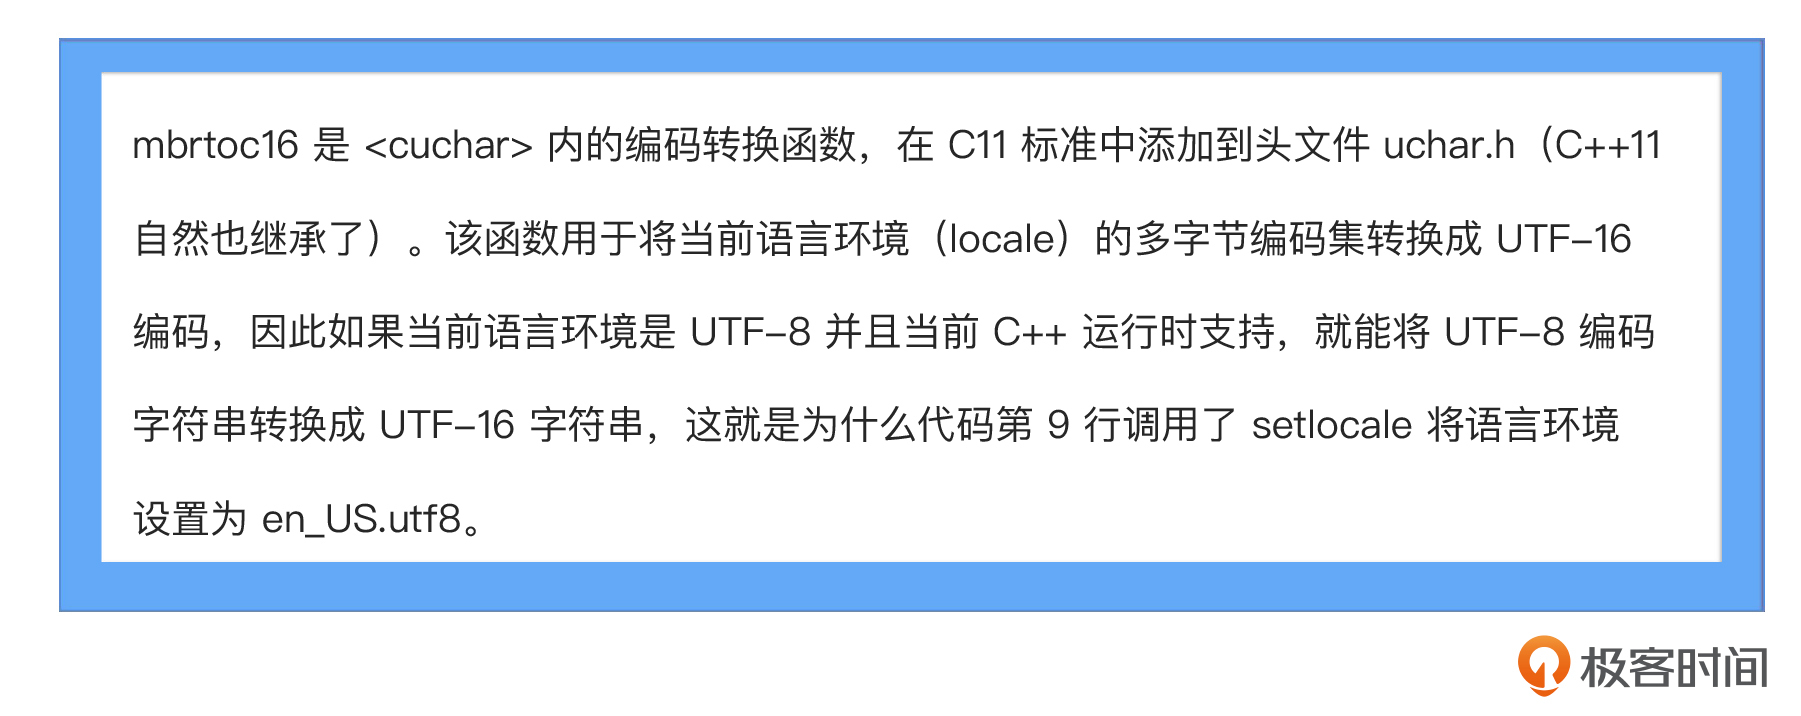 mbrtoc16 是 <cuchar> 内的编码转换函数，在 C11 标准中添加到头文件 uchar.h（C++11
自然也继承了）。该函数用于将当前语言环境（locale）的多字节编码集转换成 UTF-16
编码，因此如果当前语言环境是 UTF-8 并且当前 C++ 运行时支持，就能将 UTF-8 编码
字符串转换成 UTF-16 字符串，这就是为什么代码第 9 行调用了 setlocale 将语言环境
设置为 en_US.utf8。
极客时间